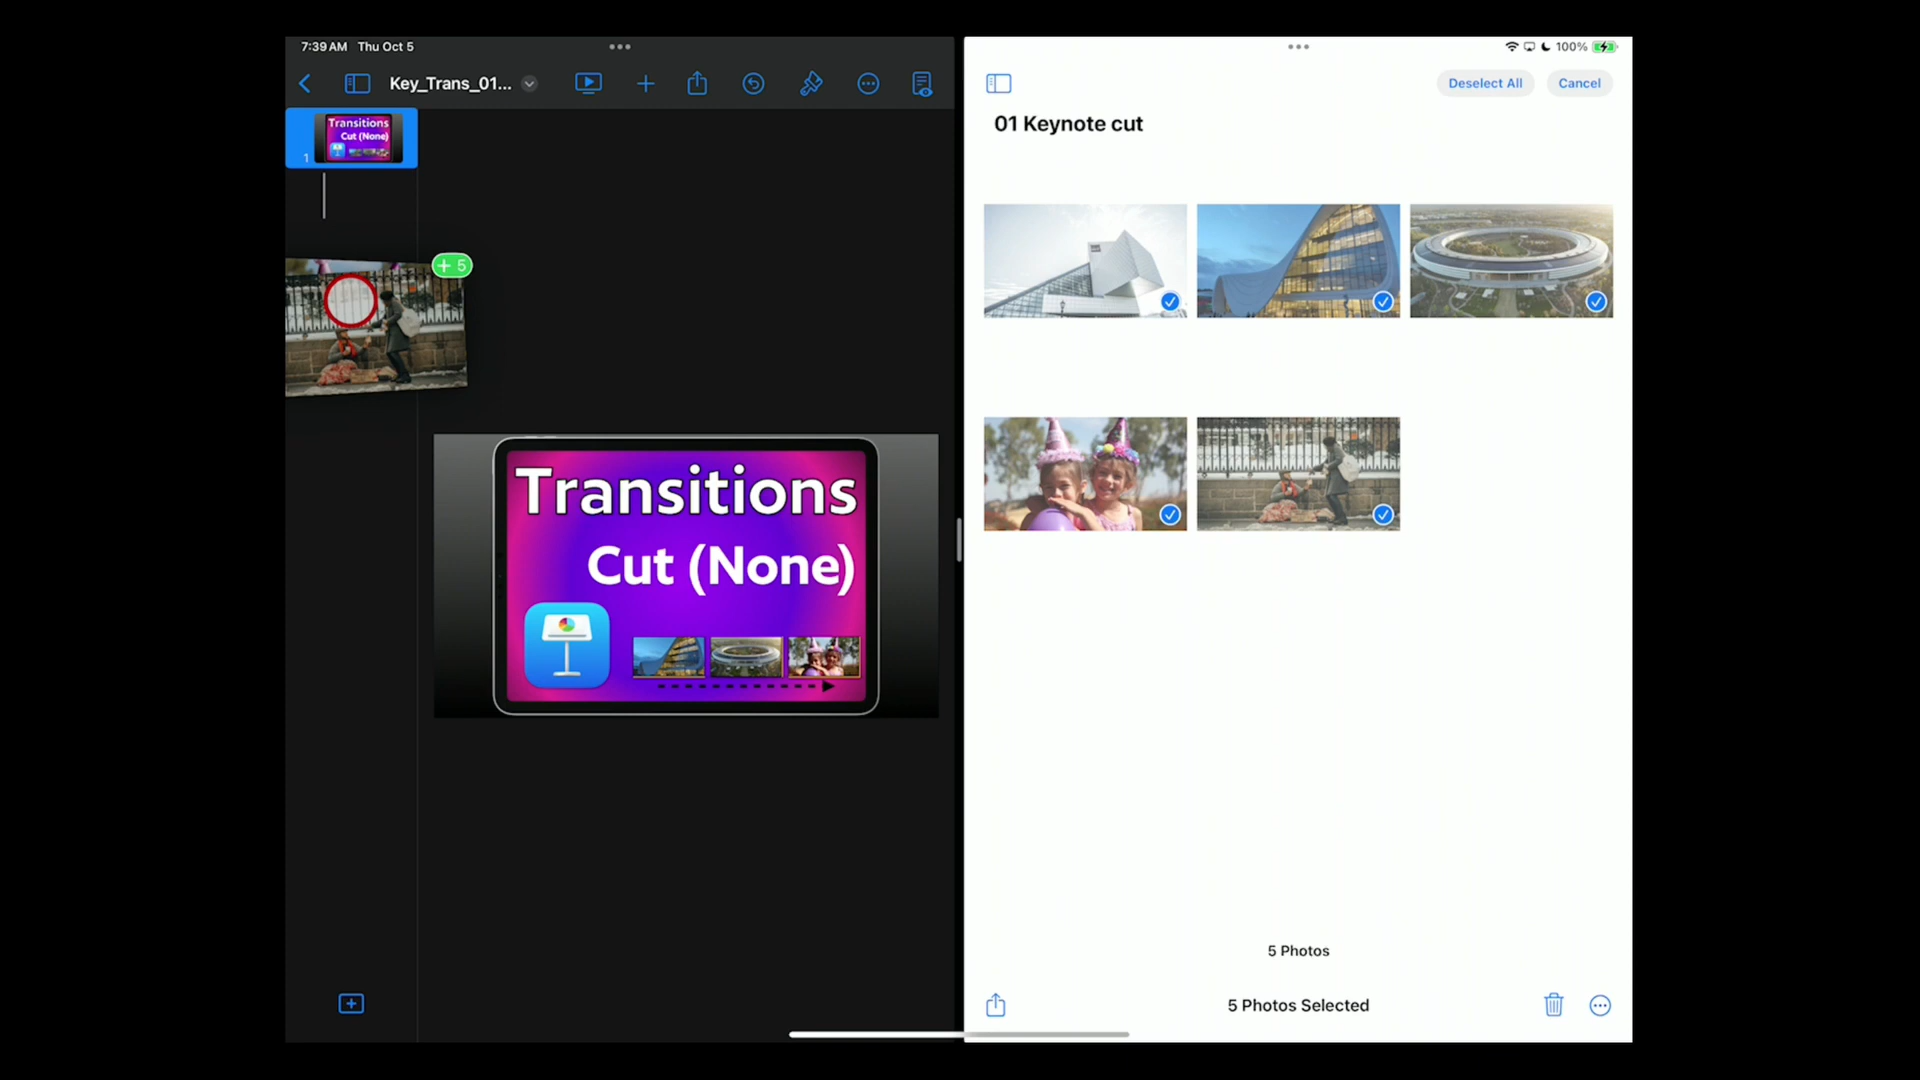 7:39 AM Thu Oct 5
100%
Key_Trans_01...
Deselect All
Cancel
01 Keynote cut
Transitions
Cut (None)
1
+ 5
Transitions
Cut (None)
5 Photos
5 Photos Selected